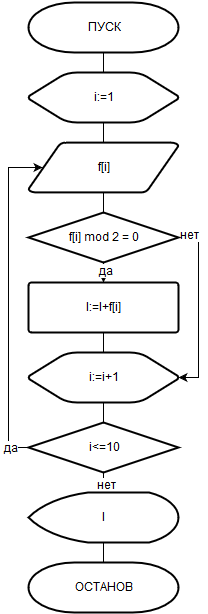 ПУСК
i:=1
f[i]
f[i] mod 2 = 0
нет
да
I:=I+f[i]
i:=i+1
i<=10
да
нет
I
ОСТАНОВ